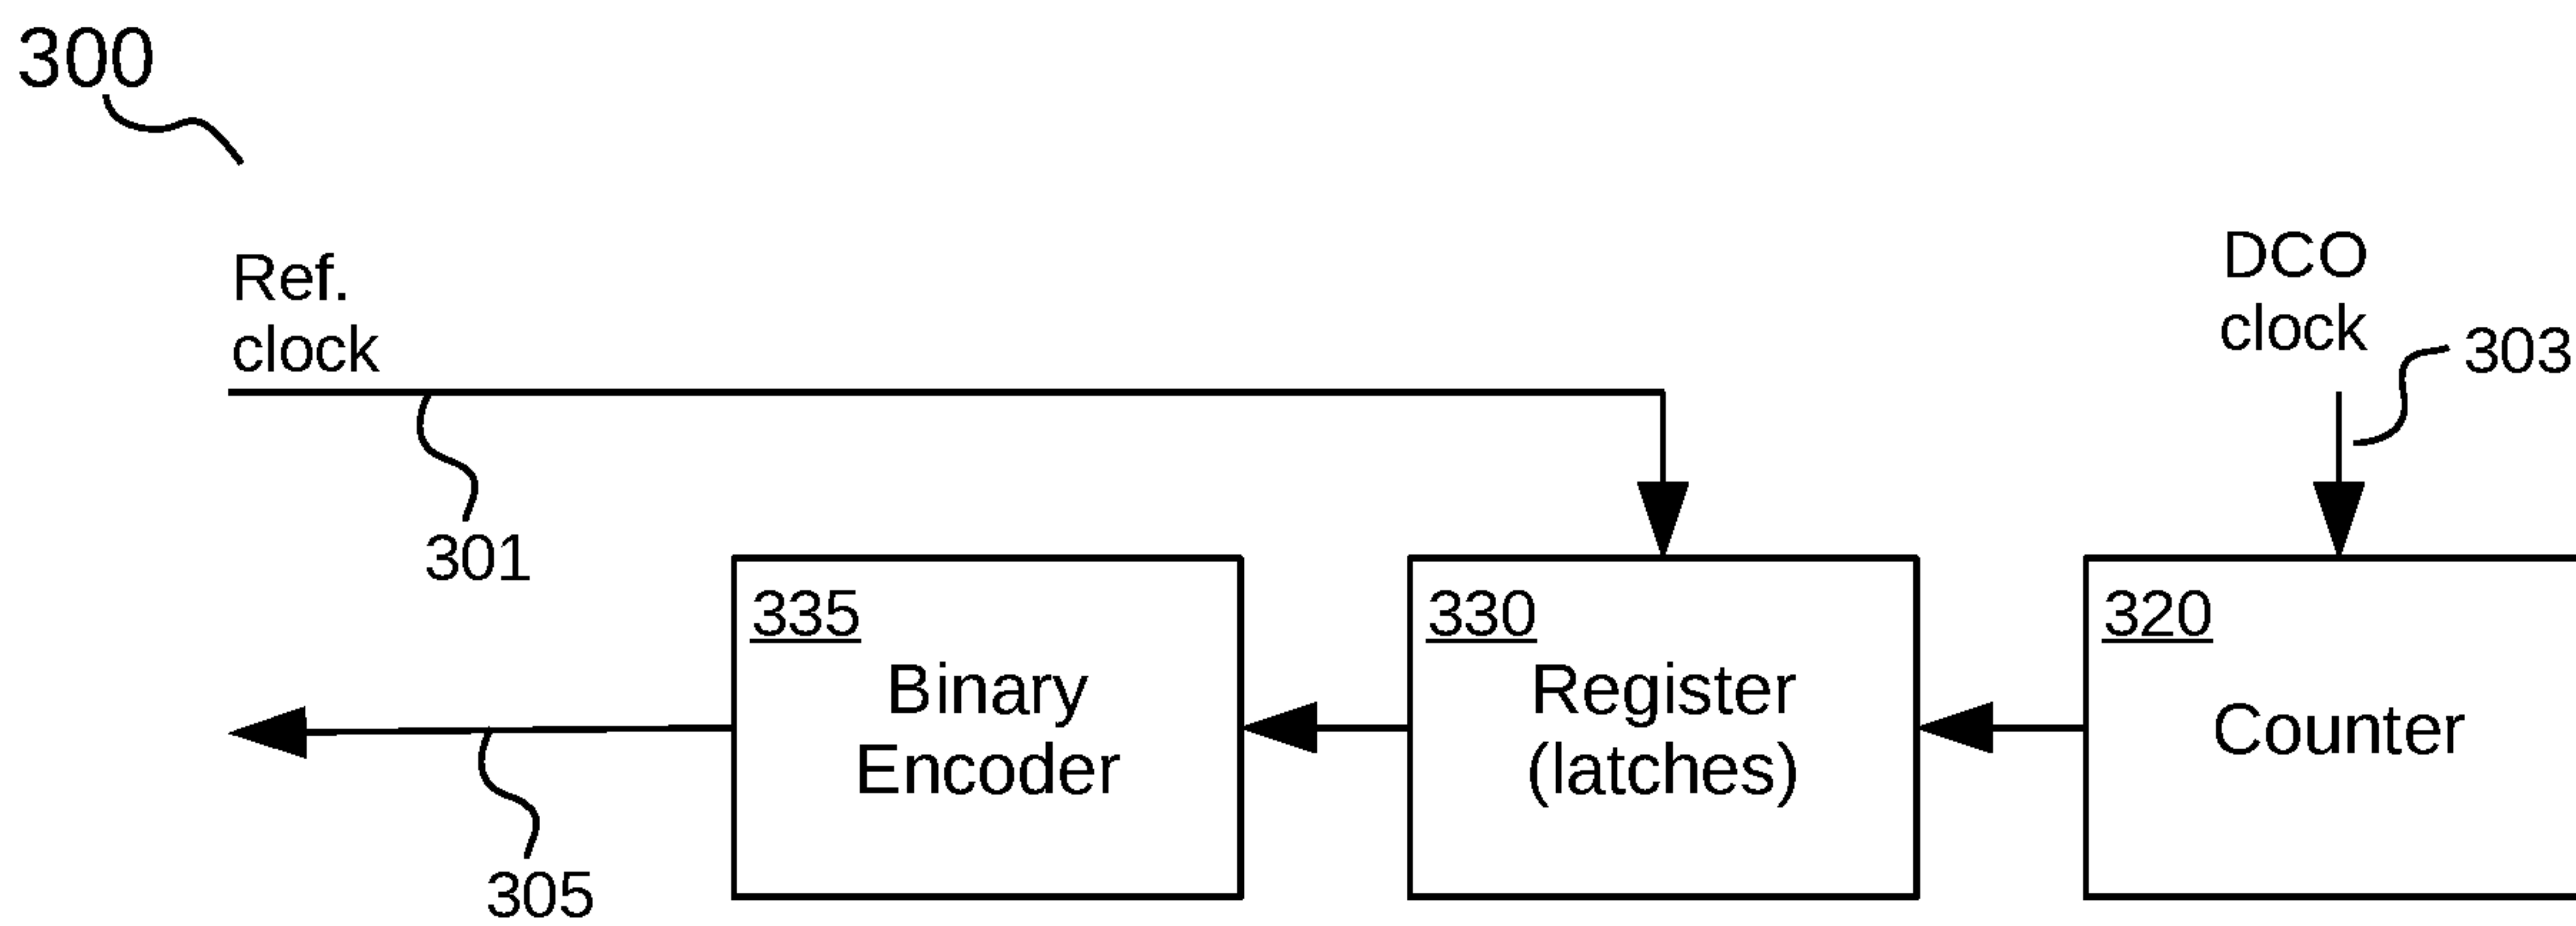 300
Ref.
clock
DCO
clock
303
301
335
Binary
Encoder
330
Register
(latches)
320
Counter
305